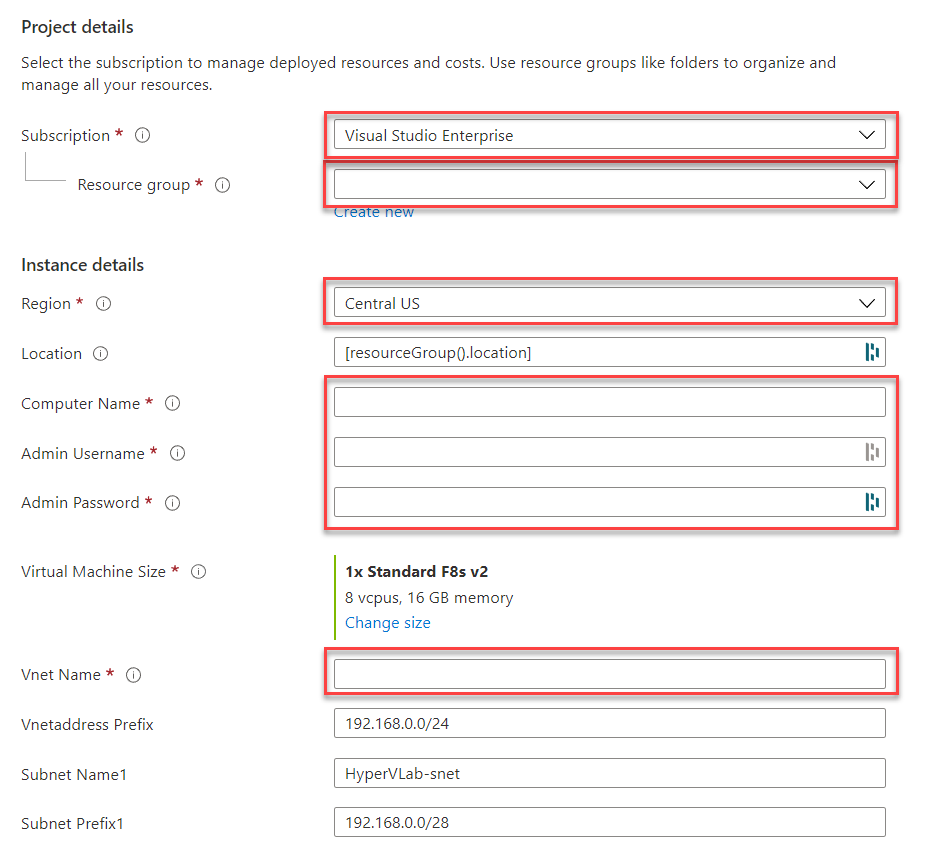 Project details
Select the subscription to manage deployed resources and costs. Use resource groups like folders to organize and
manage all your resources.
Subscription *
Visual Studio Enterprise
Resource group *
Create new
Instance details
Region *
Central US
Location
[resourceGroup().location]
Computer Name *
Admin Username *
Admin Password *
Virtual Machine Size *
1x Standard F8s v2
8 vcpus, 16 GB memory
Change size
Vnet Name *
Vnetaddress Prefix
192.168.0.0/24
Subnet Name1
HyperVLab-snet
Subnet Prefix1
192.168.0.0/28